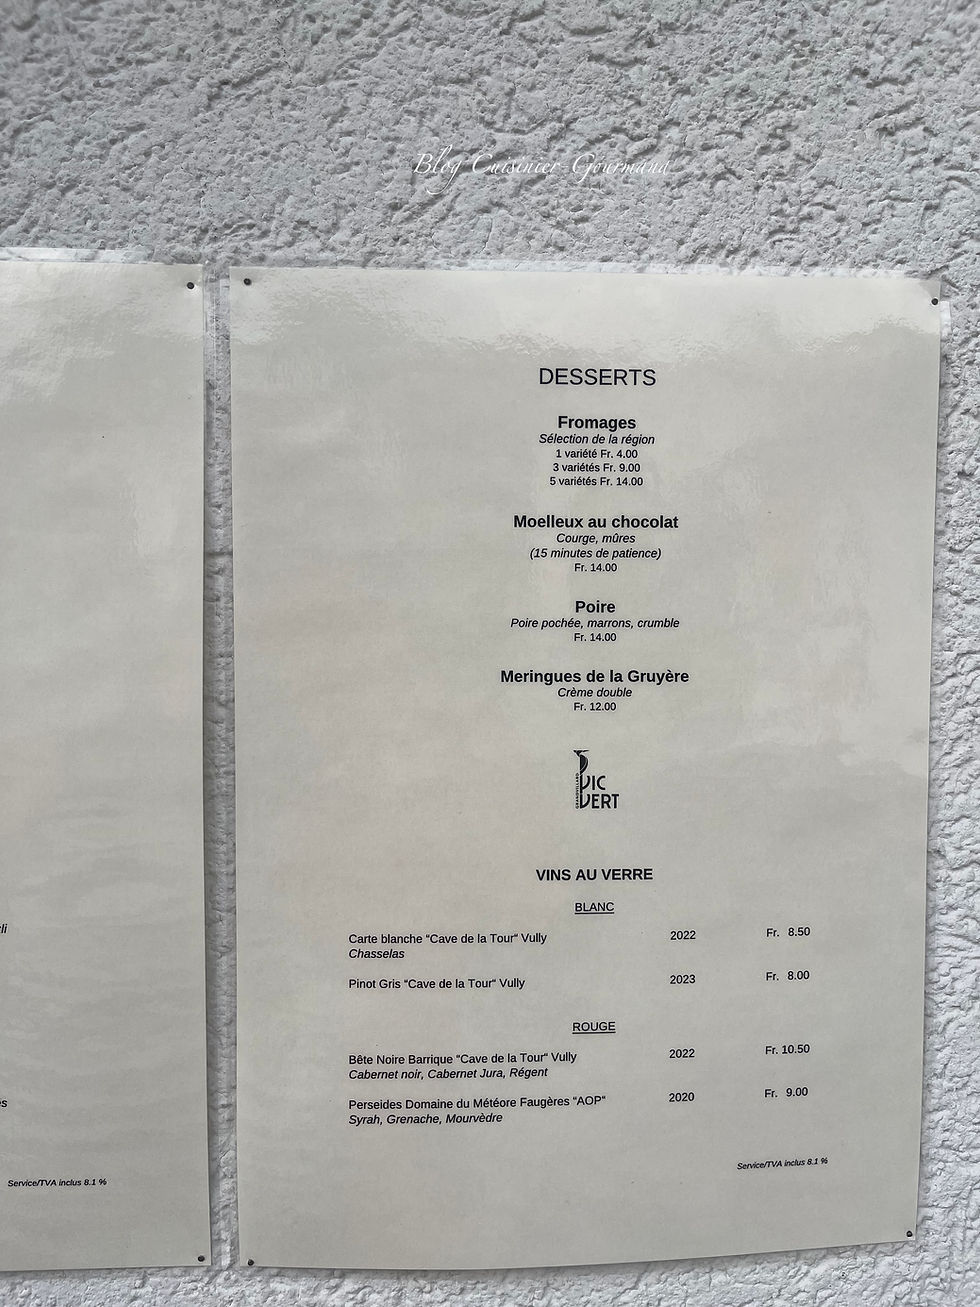 Blog Cuisinier-Gourmand
DESSERTS
Fromages
Sélection de la région
1 variété Fr. 4.00
3 variétés Fr. 9.00
5 variétés Fr. 14.00
Moelleux au chocolat
Courge, mûres
(15 minutes de patience)
Fr. 14.00
Poire
Poire pochée, marrons, crumble
Fr. 14.00
Meringues de la Gruyère
Crème double
Fr. 12.00
GRANDVILLARD
PIC
VERT
VINS AU VERRE
BLANC
Carte blanche "Cave de la Tour" Vully 2022 Fr. 8.50
Chasselas
Pinot Gris "Cave de la Tour" Vully 2023 Fr. 8.00
ROUGE
Bête Noire Barrique "Cave de la Tour" Vully 2022 Fr. 10.50
Cabernet noir, Cabernet Jura, Régent
Perseides Domaine du Météore Faugères "AOP" 2020 Fr. 9.00
Syrah, Grenache, Mourvèdre
Service/TVA inclus 8.1 %
Service/TVA inclus 8.1 %